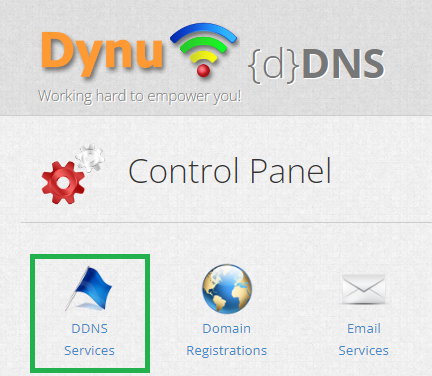 Dynu {d}DNS
Working hard to empower you!
Control Panel
DDNS Domain Email
Services Registrations Services